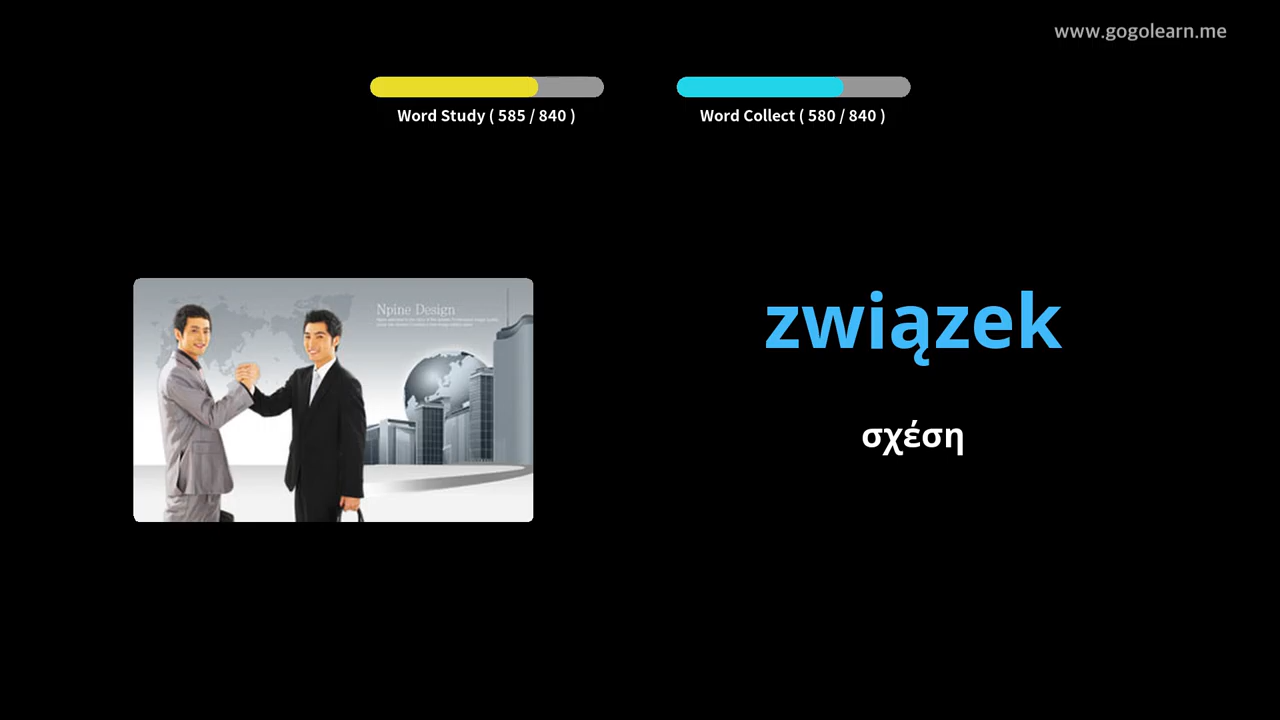 www.gogolearn.me
Word Study ( 585 / 840 )
Word Collect ( 580 / 840 )
Npine Design
związek
σχέση